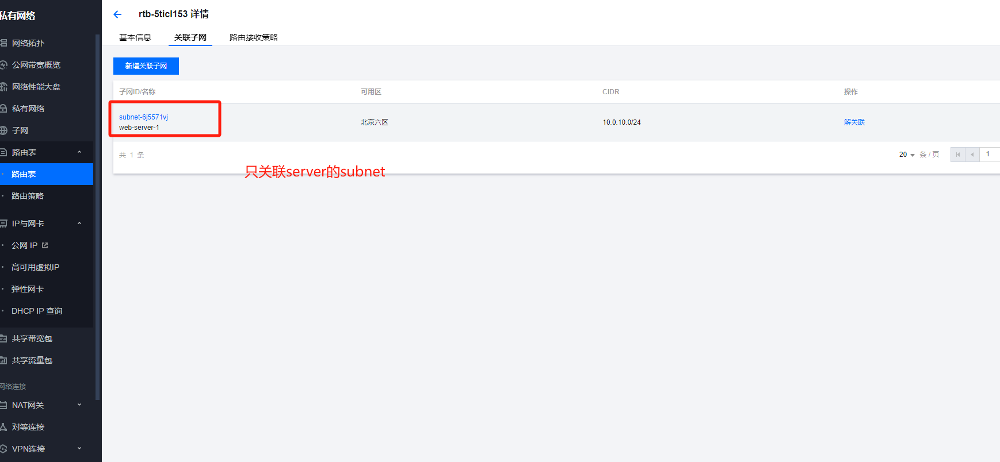 私有网络
网络拓扑
公网带宽概览
网络性能大盘
私有网络
子网
路由表
路由表
路由策略
IP与网卡
公网 IP
高可用虚拟IP
弹性网卡
DHCP IP 查询
共享带宽包
共享流量包
网络连接
NAT网关
对等连接
VPN连接
rtb-5ticl153 详情
基本信息 关联子网 路由接收策略
新增关联子网
子网ID/名称 可用区 CIDR 操作
subnet-6j5571vj
web-server-1
北京六区 10.0.10.0/24 解关联
共 1 条
20 条 / 页 1
只关联server的subnet